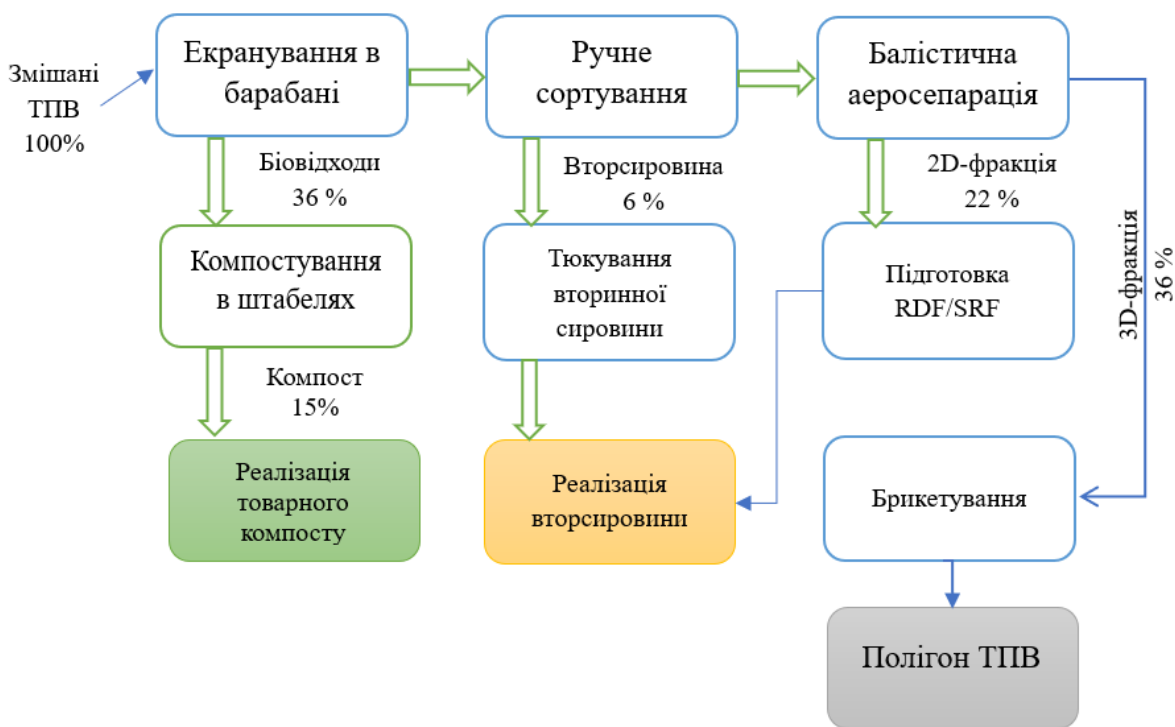 Змішані
ТПВ
100%
Екранування в
барабані
Ручне
сортування
Балістична
аеросепарація
Біовідходи
36 %
Вторсировина
6 %
2D-фракція
22 %
3D-фракція
36 %
Компостування
в штабелях
Тюкування
вторинної
сировини
Підготовка
RDF/SRF
Компост
15%
Реалізація
товарного
компосту
Реалізація
вторсировини
Брикетування
Полігон ТПВ